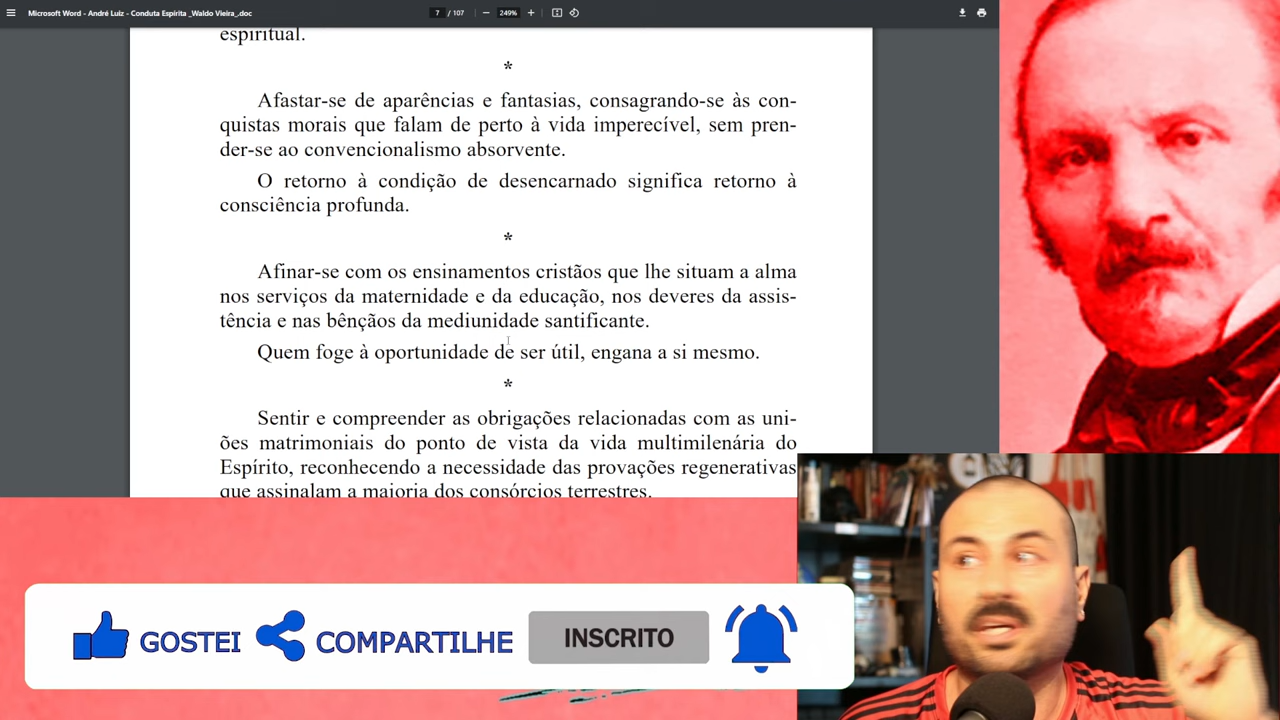 Microsoft Word - André Luiz - Conduta Espírita _Waldo Vieira_.doc
7 / 107
249%
espiritual.
*
Afastar-se de aparências e fantasias, consagrando-se às con-
quistas morais que falam de perto à vida imperecível, sem pren-
der-se ao convencionalismo absorvente.
O retorno à condição de desencarnado significa retorno à
consciência profunda.
*
Afinar-se com os ensinamentos cristãos que lhe situam a alma
nos serviços da maternidade e da educação, nos deveres da assis-
tência e nas bênçãos da mediunidade santificante.
Quem foge à oportunidade de ser útil, engana a si mesmo.
*
Sentir e compreender as obrigações relacionadas com as uni-
ões matrimoniais do ponto de vista da vida multimilenária do
Espírito, reconhecendo a necessidade das provações regenerativas
que assinalam a maioria dos consórcios terrestres.
GOSTEI
COMPARTILHE
INSCRITO